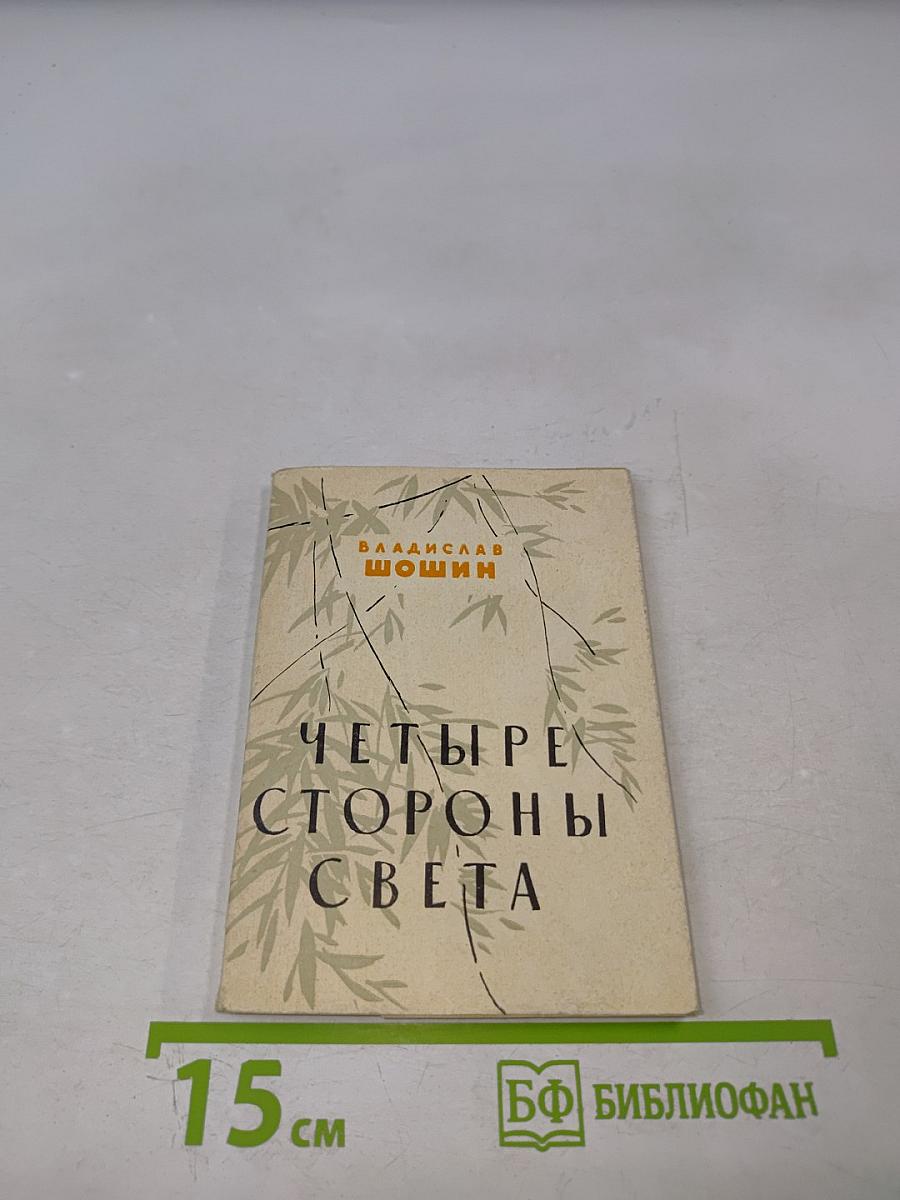 ВЛАДИСЛАВ
ШОШИН
ЧЕТЫРЕ
СТОРОНЫ
СВЕТА
15 см
БФ БИБЛИОФАН